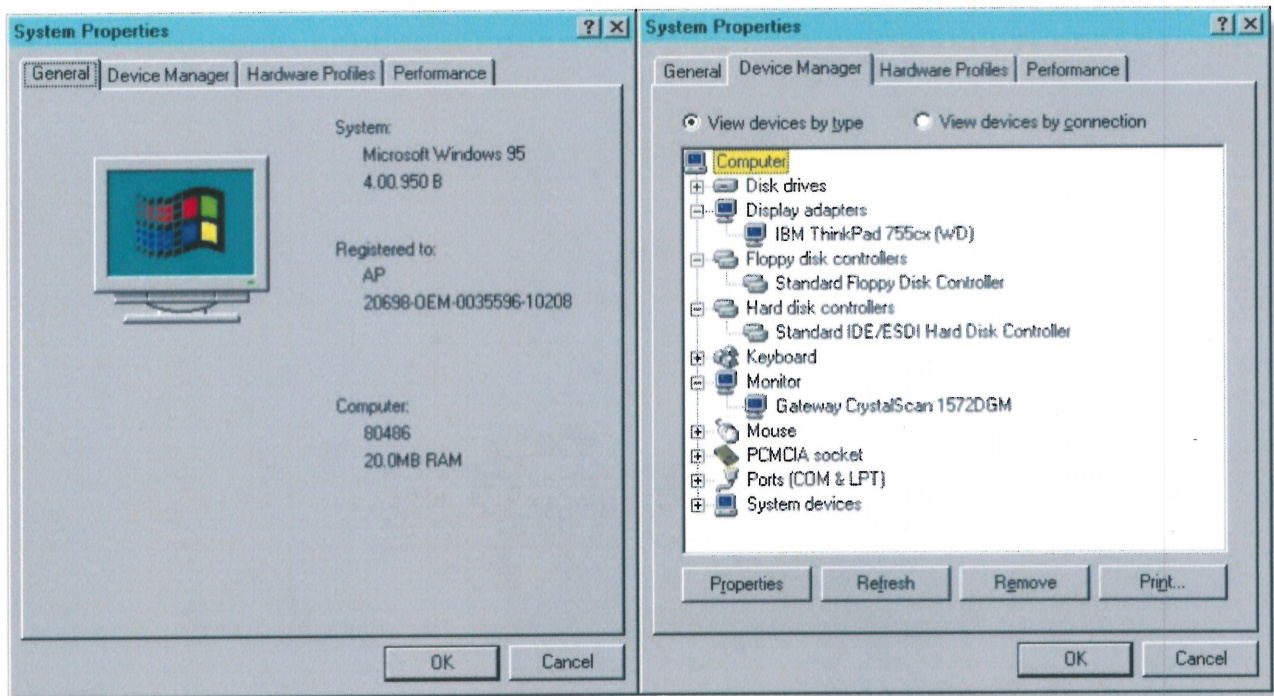 System Properties
General Device Manager Hardware Profiles Performance
System:
Microsoft Windows 95
4.00.950 B
Registered to:
AP
20698-OEM-0035596-10208
Computer:
80486
20.0MB RAM
OK Cancel
System Properties
General Device Manager Hardware Profiles Performance
View devices by type View devices by connection
Computer
Disk drives
Display adapters
IBM ThinkPad 755cx (WD)
Floppy disk controllers
Standard Floppy Disk Controller
Hard disk controllers
Standard IDE/ESDI Hard Disk Controller
Keyboard
Monitor
Gateway CrystalScan 1572DGM
Mouse
PCMCIA socket
Ports (COM & LPT)
System devices
Properties Refresh Remove Print...
OK Cancel